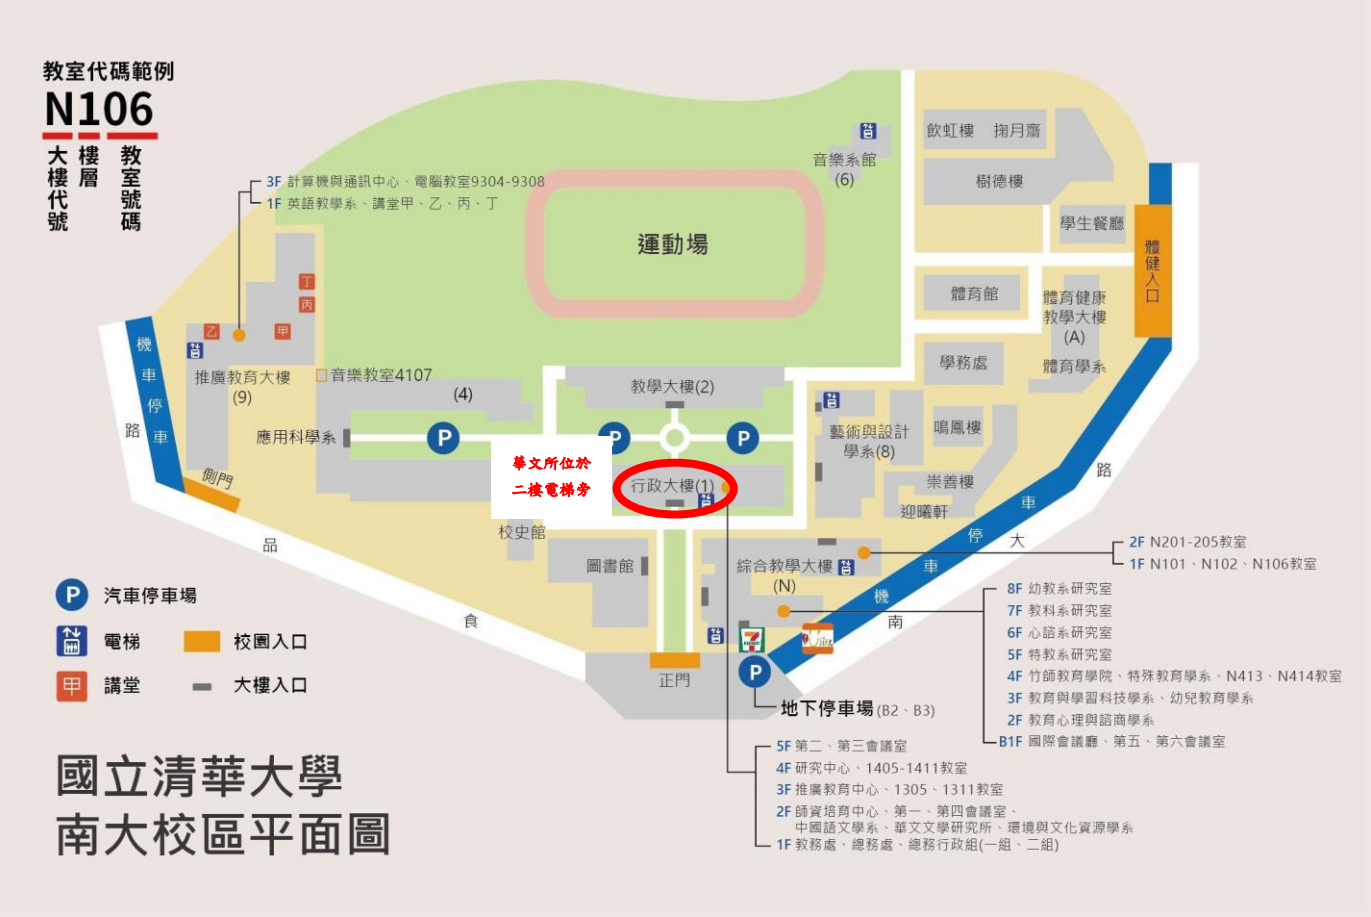 教室代碼範例
N106
大樓代號
樓層
教室號碼
3F 計算機與通訊中心、電腦教室9304-9308
1F 英語教學系、講堂甲、乙、丙、丁
運動場
音樂系館
(6)
飲虹樓 掬月齋
樹德樓
學生餐廳
體健入口
體育館
體育健康
教學大樓
(A)
體育學系
學務處
丁
丙
乙
甲
推廣教育大樓
(9)
音樂教室4107
(4)
應用科學系
P
教學大樓(2)
P
P
藝術與設計
學系(8)
鳴鳳樓
崇善樓
迎曦軒
機車停車
路
側門
華文所位於
二樓電梯旁
行政大樓(1)
校史館
圖書館
綜合教學大樓
(N)
機車停車
路
大
南
品
食
正門
7
ELEVEN
P
地下停車場(B2、B3)
2F N201-205教室
1F N101、N102、N106教室
8F 幼教系研究室
7F 教科系研究室
6F 心諮系研究室
5F 特教系研究室
4F 竹師教育學院、特殊教育學系、N413、N414教室
3F 教育與學習科技學系、幼兒教育學系
2F 教育心理與諮商學系
B1F 國際會議廳、第五、第六會議室
5F 第二、第三會議室
4F 研究中心、1405-1411教室
3F 推廣教育中心、1305、1311教室
2F 師資培育中心、第一、第四會議室、
中國語文學系、華文文學研究所、環境與文化資源學系
1F 教務處、總務處、總務行政組(一組、二組)
P 汽車停車場
電梯
校園入口
甲 講堂
大樓入口
國立清華大學
南大校區平面圖